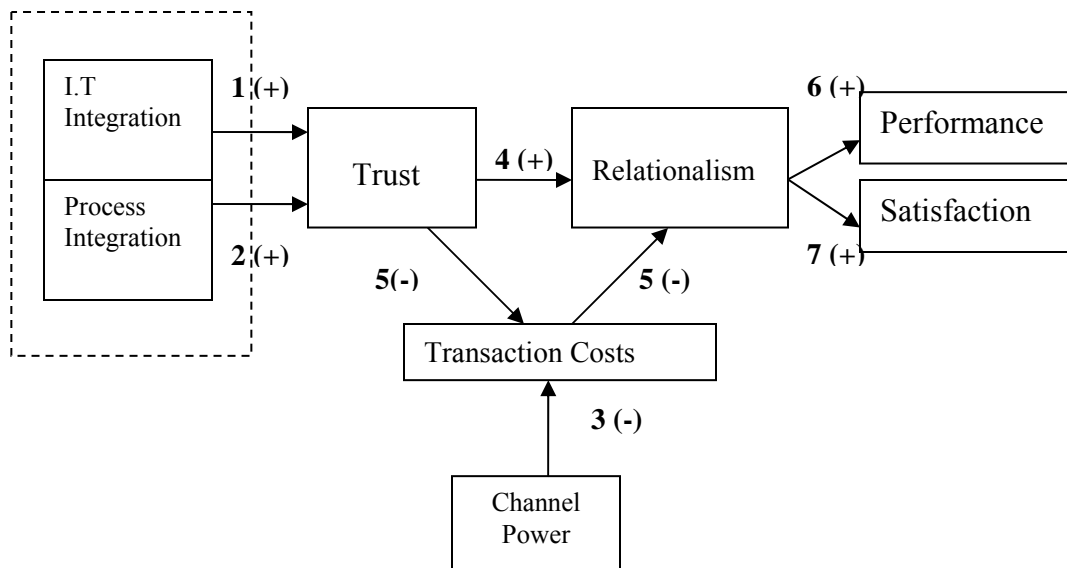 I.T
Integration
1 (+)
Process
Integration
2 (+)
Trust
4 (+)
Relationalism
6 (+)
Performance
Satisfaction
7 (+)
5(-)
5 (-)
Transaction Costs
3 (-)
Channel
Power